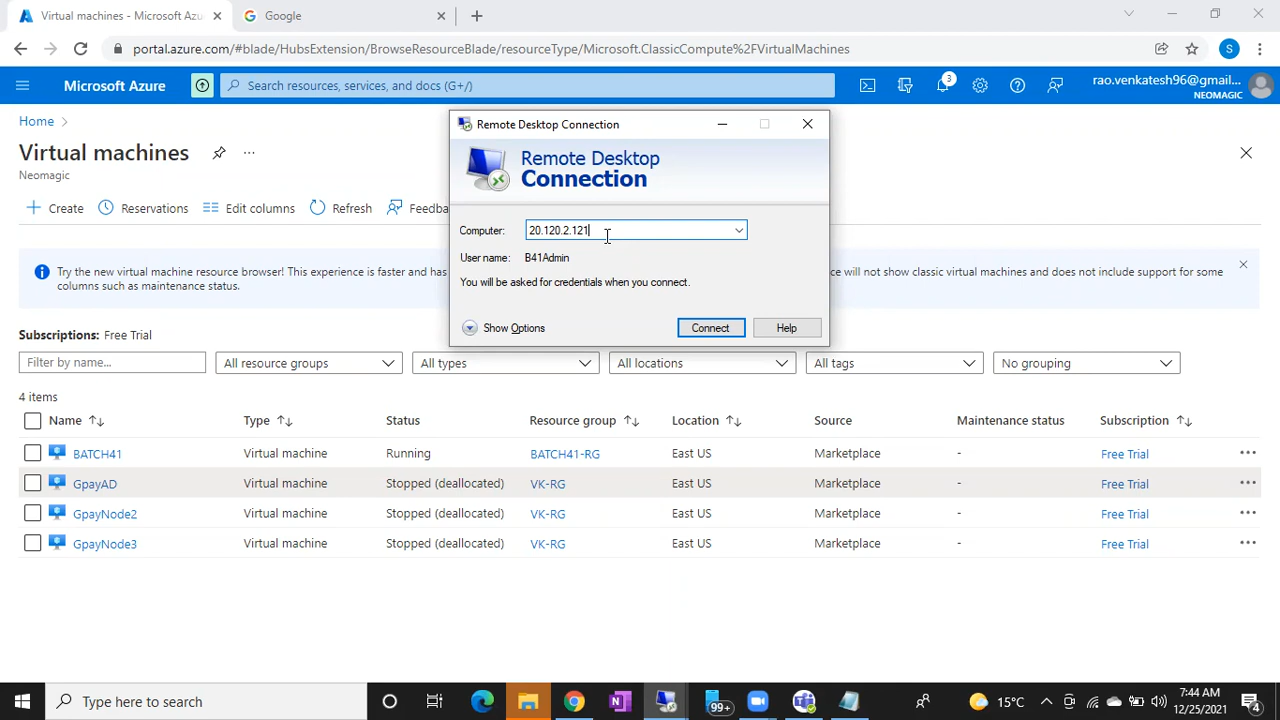 Virtual machines - Microsoft Azu
Google
portal.azure.com/#blade/HubsExtension/BrowseResourceBlade/resourceType/Microsoft.ClassicCompute%2FVirtualMachines
S
Microsoft Azure
Search resources, services, and docs (G+/)
3
rao.venkatesh96@gmail....
NEOMAGIC
Home
Virtual machines
Neomagic
Create
Reservations
Edit columns
Refresh
Feedba
Remote Desktop Connection
Remote Desktop
Connection
Computer: 20.120.2.121
User name: B41Admin
You will be asked for credentials when you connect.
Show Options
Connect
Help
Try the new virtual machine resource browser! This experience is faster and has
ce will not show classic virtual machines and does not include support for some
columns such as maintenance status.
Subscriptions: Free Trial
Filter by name...
All resource groups
All types
All locations
All tags
No grouping
4 items
Name Type Status Resource group Location Source Maintenance status Subscription
BATCH41 Virtual machine Running BATCH41-RG East US Marketplace - Free Trial
GpayAD Virtual machine Stopped (deallocated) VK-RG East US Marketplace - Free Trial
GpayNode2 Virtual machine Stopped (deallocated) VK-RG East US Marketplace - Free Trial
GpayNode3 Virtual machine Stopped (deallocated) VK-RG East US Marketplace - Free Trial
Type here to search
99+
15°C
7:44 AM
12/25/2021
4